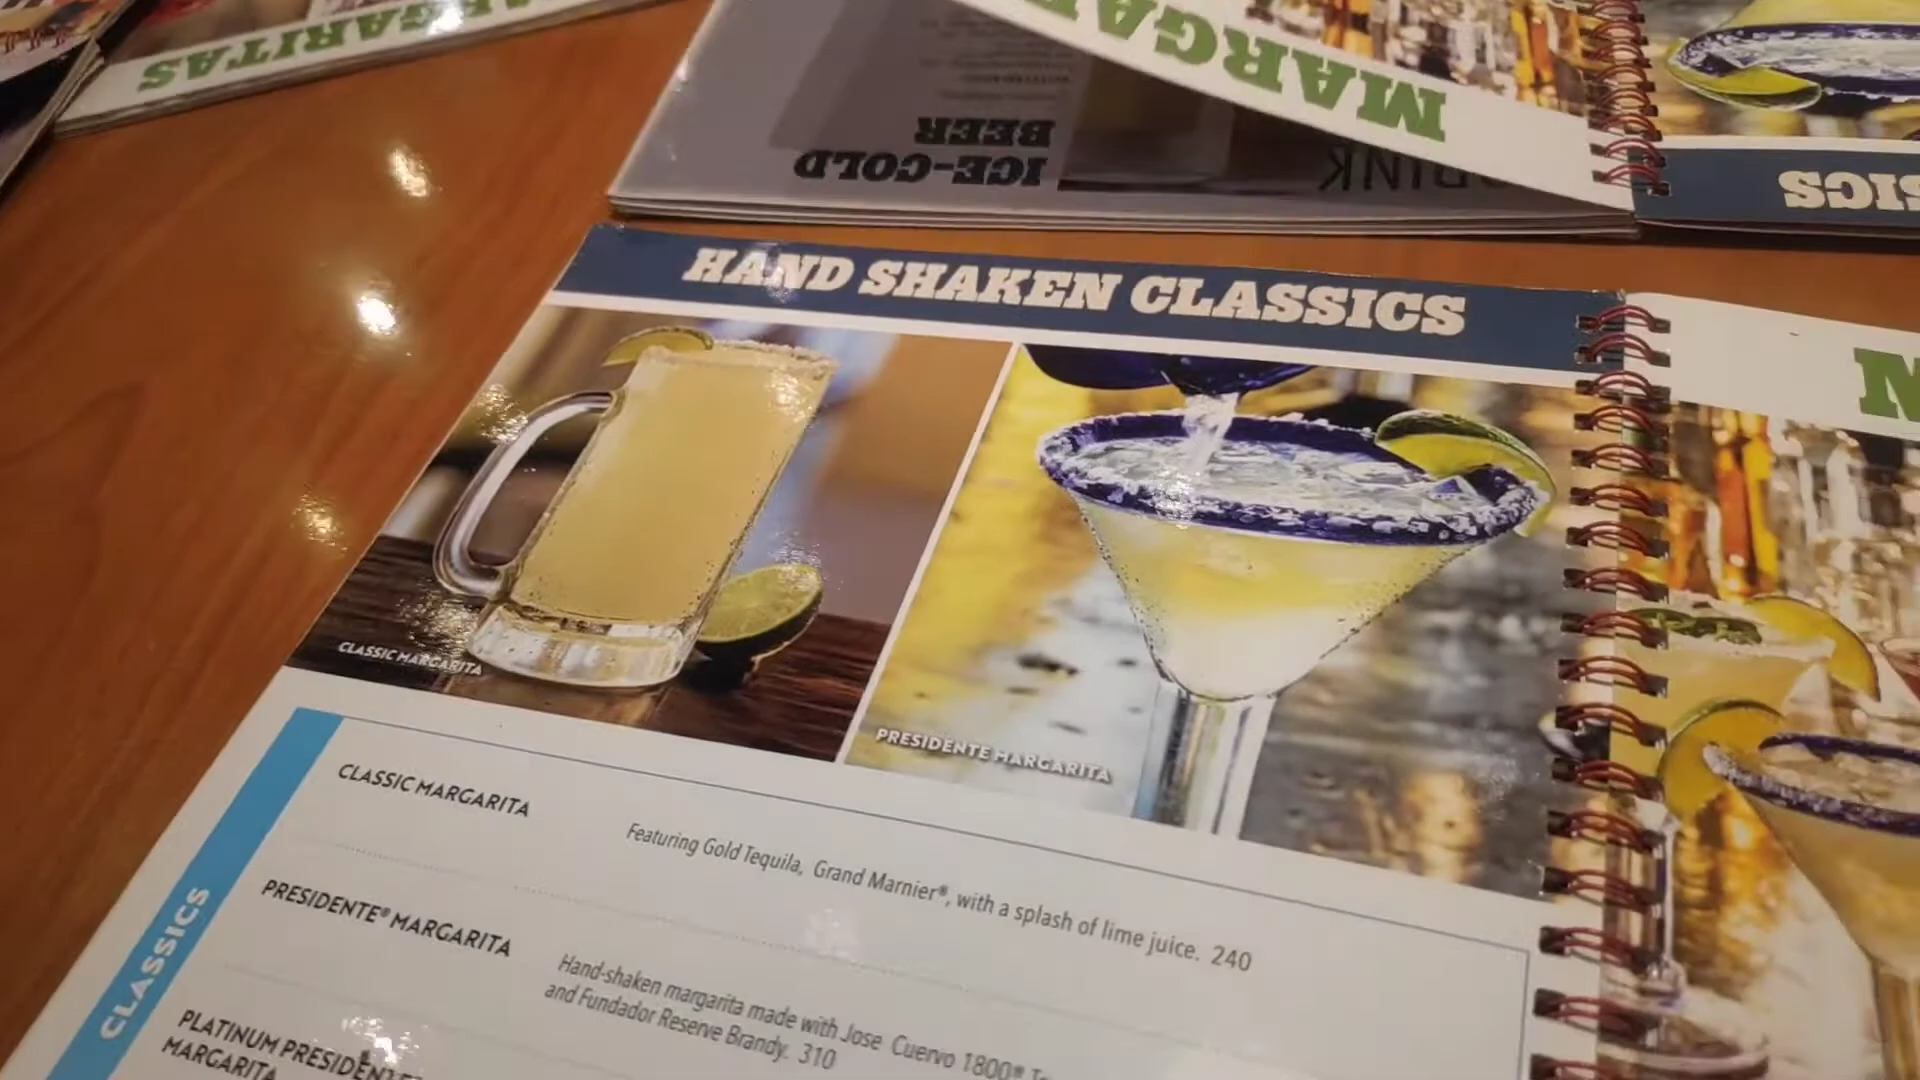 MARGARITAS
ICE-COLD
BEER
DRINK
HAND SHAKEN CLASSICS
CLASSIC MARGARITA
PRESIDENTE MARGARITA
CLASSICS
CLASSIC MARGARITA
Featuring Gold Tequila, Grand Marnier®, with a splash of lime juice. 240
PRESIDENTE® MARGARITA
Hand-shaken margarita made with Jose Cuervo 1800®
and Fundador Reserve Brandy. 310
PLATINUM PRESIDENTE
MARGARITA